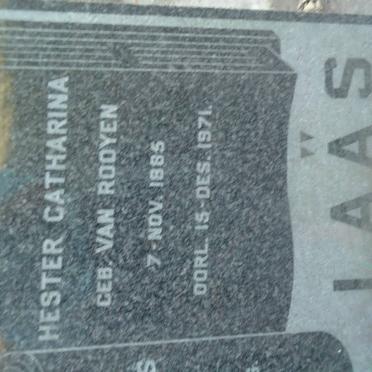 HESTER CATHARINA
GEB. VAN ROOYEN
7·NOV. 1885
OORL. 15·DES. 1971.